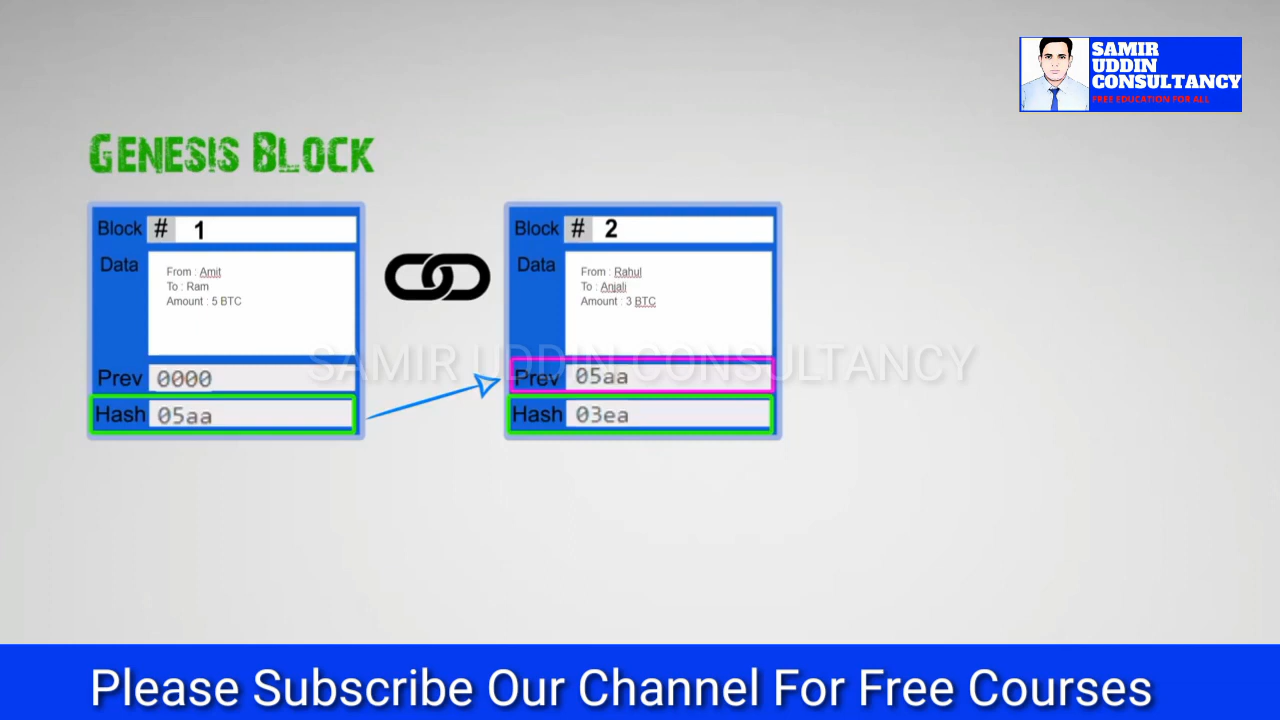 SAMIR
UDDIN
CONSULTANCY
FREE EDUCATION FOR ALL
GENESIS BLOCK
Block # 1
Data
From : Amit
To : Ram
Amount : 5 BTC
Prev 0000
Hash 05aa
Block # 2
Data
From : Rahul
To : Anjali
Amount : 3 BTC
Prev 05aa
Hash 03ea
SAMIR UDDIN CONSULTANCY
Please Subscribe Our Channel For Free Courses